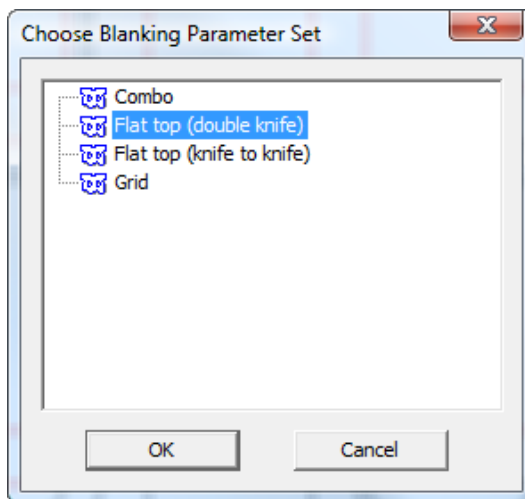 Choose Blanking Parameter Set
Combo
Flat top (double knife)
Flat top (knife to knife)
Grid
OK
Cancel